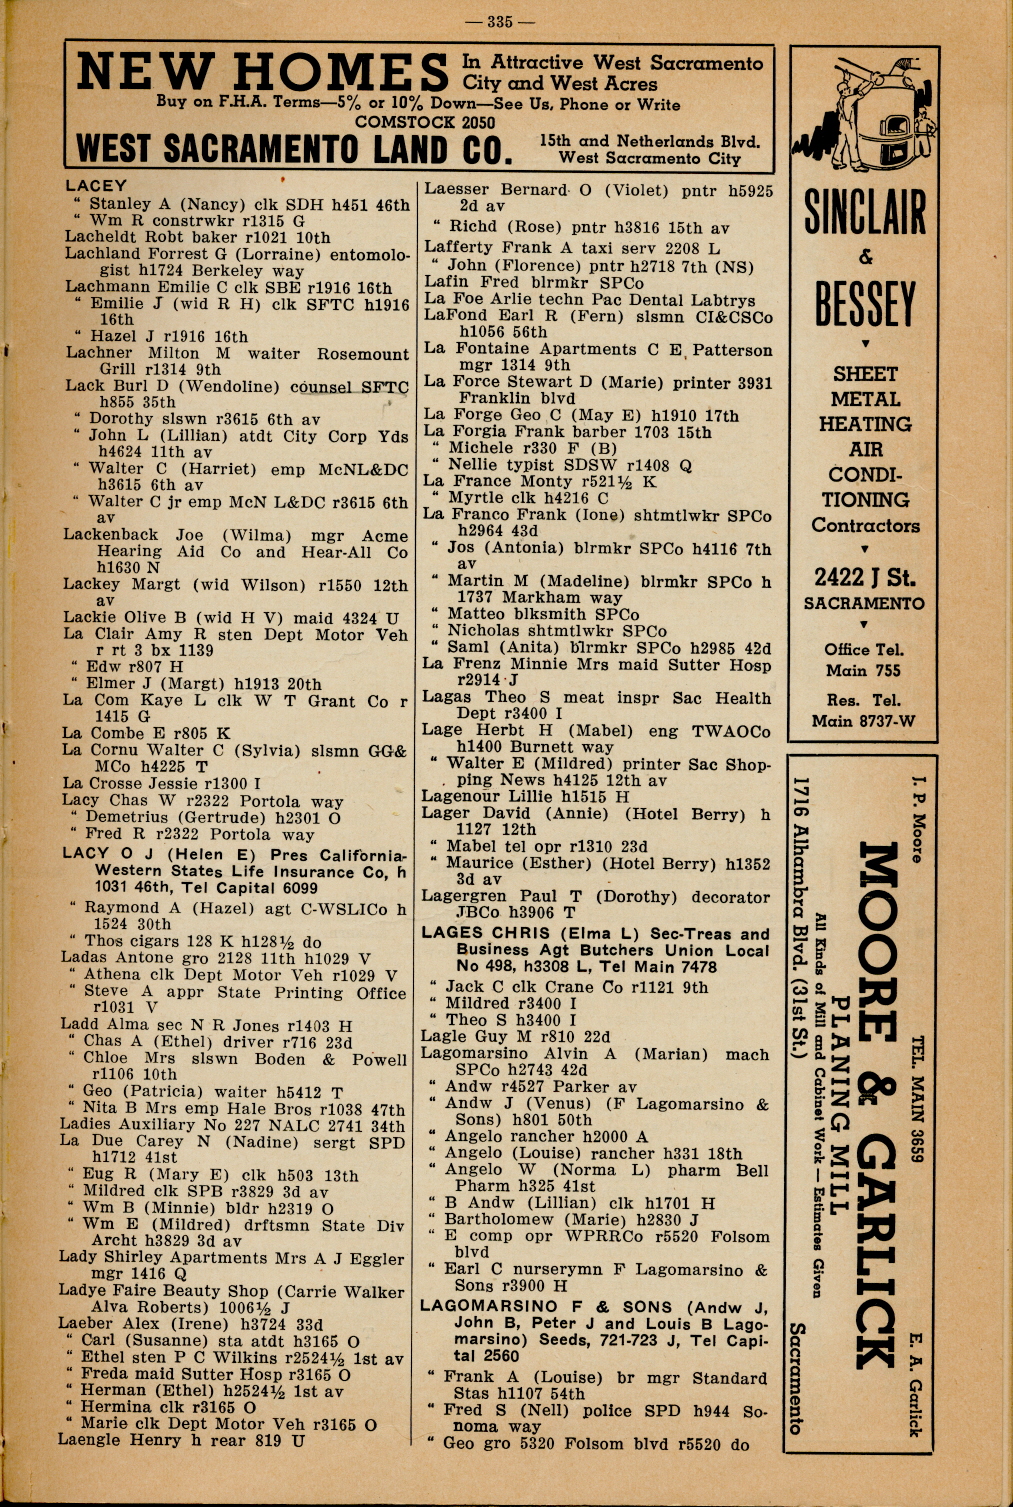 — 335 —
NEW HOMES
In Attractive West Sacramento
City and West Acres
Buy on F.H.A. Terms—5% or 10% Down—See Us, Phone or Write
COMSTOCK 2050
WEST SACRAMENTO LAND CO.
15th and Netherlands Blvd.
West Sacramento City
LACEY
" Stanley A (Nancy) clk SDH h451 46th
" Wm R constrwkr r1315 G
Lacheldt Robt baker r1021 10th
Lachland Forrest G (Lorraine) entomolo-
gist h1724 Berkeley way
Lachmann Emilie C clk SBE r1916 16th
" Emilie J (wid R H) clk SFTC h1916
16th
" Hazel J r1916 16th
Lachner Milton M waiter Rosemount
Grill r1314 9th
Lack Burl D (Wendoline) counsel SFTC
h855 35th
" Dorothy slswn r3615 6th av
" John L (Lillian) atdt City Corp Yds
h4624 11th av
" Walter C (Harriet) emp McNL&DC
h3615 6th av
" Walter C jr emp McN L&DC r3615 6th
av
Lackenback Joe (Wilma) mgr Acme
Hearing Aid Co and Hear-All Co
h1630 N
Lackey Margt (wid Wilson) r1550 12th
av
Lackie Olive B (wid H V) maid 4324 U
La Clair Amy R sten Dept Motor Veh
r rt 3 bx 1139
" Edw r807 H
" Elmer J (Margt) h1913 20th
La Com Kaye L clk W T Grant Co r
1415 G
La Combe E r805 K
La Cornu Walter C (Sylvia) slsmn GG&
MCo h4225 T
La Crosse Jessie r1300 I
Lacy Chas W r2322 Portola way
" Demetrius (Gertrude) h2301 O
" Fred R r2322 Portola way
LACY O J (Helen E) Pres California-
Western States Life Insurance Co, h
1031 46th, Tel Capital 6099
" Raymond A (Hazel) agt C-WSLICo h
1524 30th
" Thos cigars 128 K h128½ do
Ladas Antone gro 2128 11th h1029 V
" Athena clk Dept Motor Veh r1029 V
" Steve A appr State Printing Office
r1031 V
Ladd Alma sec N R Jones r1403 H
" Chas A (Ethel) driver r716 23d
" Chloe Mrs slswn Boden & Powell
r1106 10th
" Geo (Patricia) waiter h5412 T
" Nita B Mrs emp Hale Bros r1038 47th
Ladies Auxiliary No 227 NALC 2741 34th
La Due Carey N (Nadine) sergt SPD
h1712 41st
" Eug R (Mary E) clk h503 13th
" Mildred clk SPB r3829 3d av
" Wm B (Minnie) bldr h2319 O
" Wm E (Mildred) drftsmn State Div
Archt h3829 3d av
Lady Shirley Apartments Mrs A J Eggler
mgr 1416 Q
Ladye Faire Beauty Shop (Carrie Walker
Alva Roberts) 1006½ J
Laeber Alex (Irene) h3724 33d
" Carl (Susanne) sta atdt h3165 O
" Ethel sten P C Wilkins r2524½ 1st av
" Freda maid Sutter Hosp r3165 O
" Herman (Ethel) h2524½ 1st av
" Hermina clk r3165 O
" Marie clk Dept Motor Veh r3165 O
Laengle Henry h rear 819 U
Laesser Bernard O (Violet) pntr h5925
2d av
" Richd (Rose) pntr h3816 15th av
Lafferty Frank A taxi serv 2208 L
" John (Florence) pntr h2718 7th (NS)
Lafin Fred blrmkr SPCo
La Foe Arlie techn Pac Dental Labtrys
LaFond Earl R (Fern) slsmn CI&CSCo
h1056 56th
La Fontaine Apartments C E Patterson
mgr 1314 9th
La Force Stewart D (Marie) printer 3931
Franklin blvd
La Forge Geo C (May E) h1910 17th
La Forgia Frank barber 1703 15th
" Michele r330 F (B)
" Nellie typist SDSW r1408 Q
La France Monty r521½ K
" Myrtle clk h4216 C
La Franco Frank (Ione) shtmtlwkr SPCo
h2964 43d
" Jos (Antonia) blrmkr SPCo h4116 7th
av
" Martin M (Madeline) blrmkr SPCo h
1737 Markham way
" Matteo blksmith SPCo
" Nicholas shtmtlwkr SPCo
" Saml (Anita) blrmkr SPCo h2985 42d
La Frenz Minnie Mrs maid Sutter Hosp
r2914 J
Lagas Theo S meat inspr Sac Health
Dept r3400 I
Lage Herbt H (Mabel) eng TWAOCo
h1400 Burnett way
" Walter E (Mildred) printer Sac Shop-
ping News h4125 12th av
Lagenour Lillie h1515 H
Lager David (Annie) (Hotel Berry) h
1127 12th
" Mabel tel opr r1310 23d
" Maurice (Esther) (Hotel Berry) h1352
3d av
Lagergren Paul T (Dorothy) decorator
JBCo h3906 T
LAGES CHRIS (Elma L) Sec-Treas and
Business Agt Butchers Union Local
No 498, h3308 L, Tel Main 7478
" Jack C clk Crane Co r1121 9th
" Mildred r3400 I
" Theo S h3400 I
Lagle Guy M r810 22d
Lagomarsino Alvin A (Marian) mach
SPCo h2743 42d
" Andw r4527 Parker av
" Andw J (Venus) (F Lagomarsino &
Sons) h801 50th
" Angelo rancher h2000 A
" Angelo (Louise) rancher h331 18th
" Angelo W (Norma L) pharm Bell
Pharm h325 41st
" B Andw (Lillian) clk h1701 H
" Bartholomew (Marie) h2830 J
" E comp opr WPRRCo r5520 Folsom
blvd
" Earl C nurserymn F Lagomarsino &
Sons r3900 H
LAGOMARSINO F & SONS (Andw J,
John B, Peter J and Louis B Lago-
marsino) Seeds, 721-723 J, Tel Capi-
tal 2560
" Frank A (Louise) br mgr Standard
Stas h1107 54th
" Fred S (Nell) police SPD h944 So-
noma way
" Geo gro 5320 Folsom blvd r5520 do
SINCLAIR
&
BESSEY
SHEET
METAL
HEATING
AIR
CONDI-
TIONING
Contractors
2422 J St.
SACRAMENTO
Office Tel.
Main 755
Res. Tel.
Main 8737-W
J. P. Moore
TEL. MAIN 3659
E. A. Garlick
MOORE & GARLICK
PLANING MILL
All Kinds of Mill and Cabinet Work — Estimates Given
1716 Alhambra Blvd. (31st St.)
Sacramento